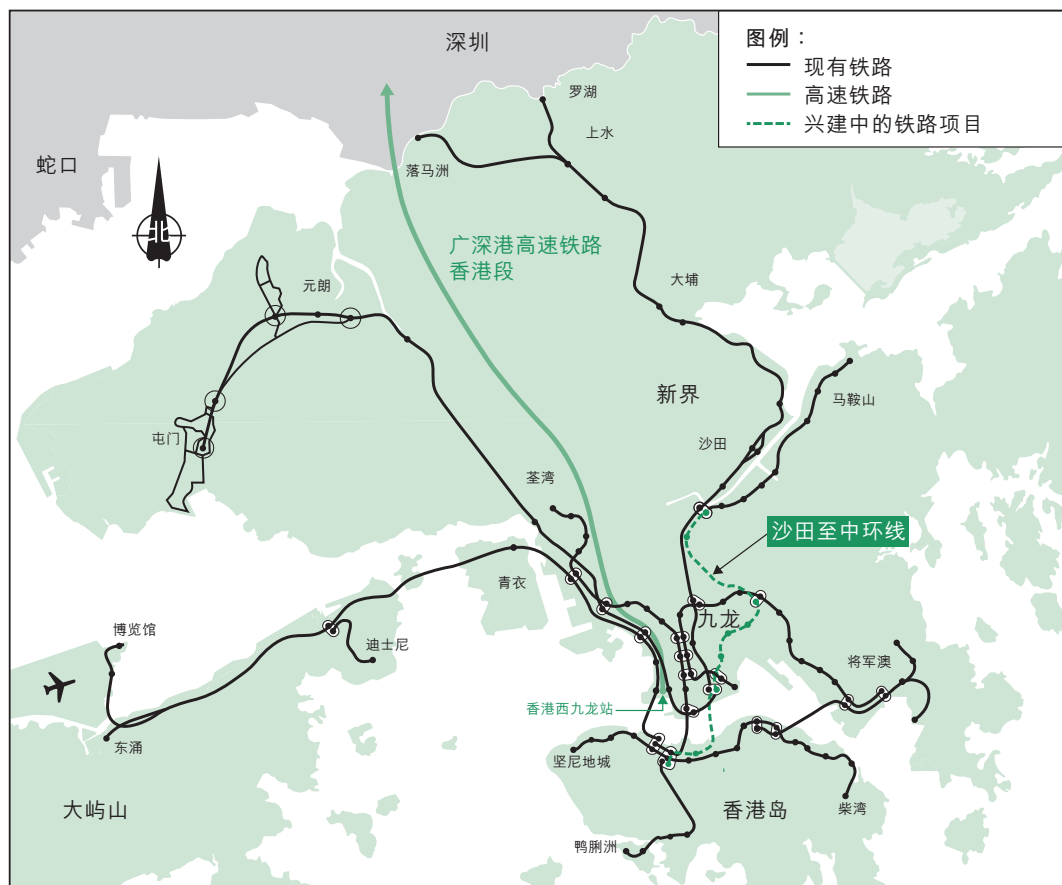 深圳
图例：
现有铁路
高速铁路
兴建中的铁路项目
罗湖
上水
蛇口
落马洲
北
广深港高速铁路
香港段
元朗
大埔
新界
马鞍山
屯门
沙田
荃湾
沙田至中环线
青衣
九龙
博览馆
迪士尼
将军澳
香港西九龙站
东涌
坚尼地城
大屿山
香港岛
柴湾
鸭脷洲